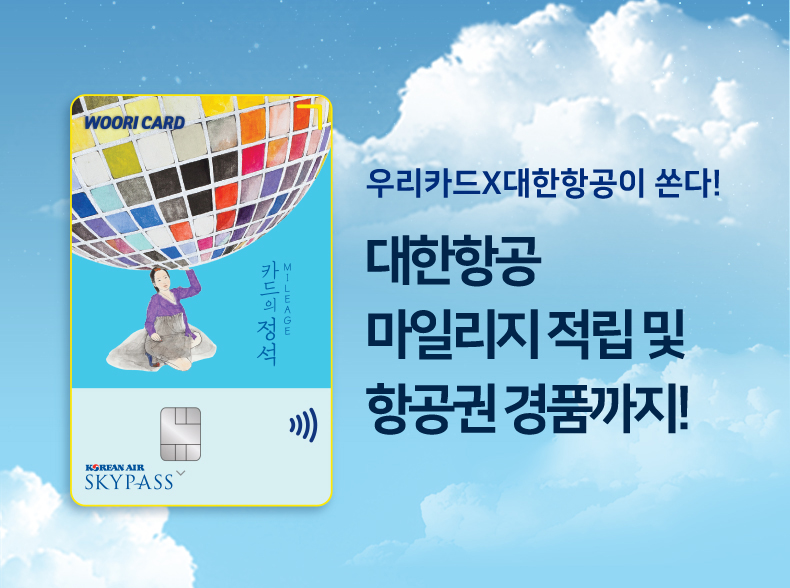 WOORI CARD
카드의정석
MILEAGE
KOREAN AIR
SKYPASS
우리카드X대한항공이 쏜다!
대한항공
마일리지 적립 및
항공권 경품까지!